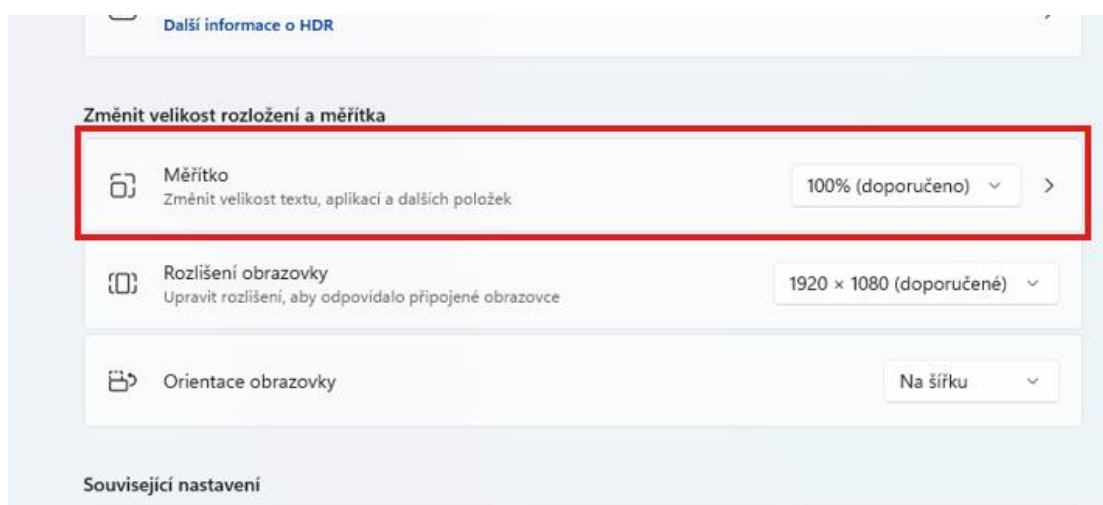 Další informace o HDR
Změnit velikost rozložení a měřítka
Měřítko
Změnit velikost textu, aplikací a dalších položek
100% (doporučeno)
Rozlišení obrazovky
Upravit rozlišení, aby odpovídalo připojené obrazovce
1920 × 1080 (doporučené)
Orientace obrazovky
Na šířku
Související nastavení